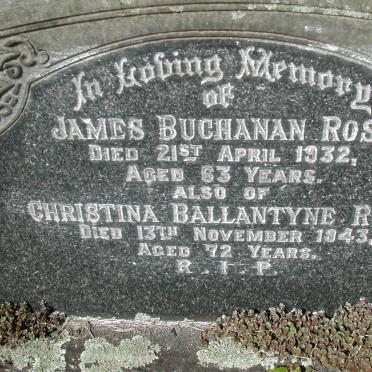 In Loving Memory
of
JAMES BUCHANAN ROS
DIED 21ST APRIL 1932,
AGED 63 YEARS.
ALSO OF
CHRISTINA BALLANTYNE R
DIED 13TH NOVEMBER 1943,
AGED 72 YEARS.
R.I.P.